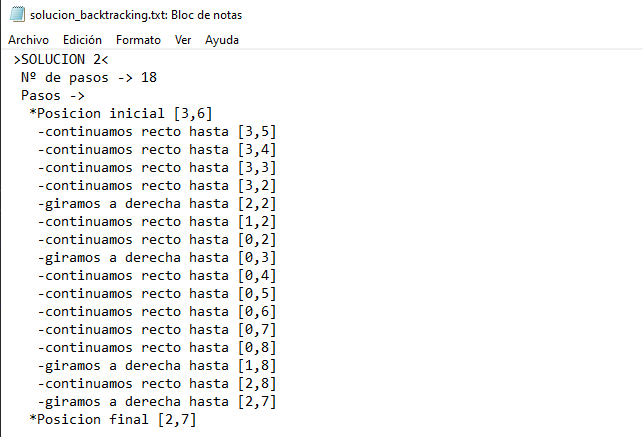 solucion_backtracking.txt: Bloc de notas
Archivo Edición Formato Ver Ayuda
>SOLUCION 2<
Nº de pasos -> 18
Pasos ->
*Posicion inicial [3,6]
-continuamos recto hasta [3,5]
-continuamos recto hasta [3,4]
-continuamos recto hasta [3,3]
-continuamos recto hasta [3,2]
-giramos a derecha hasta [2,2]
-continuamos recto hasta [1,2]
-continuamos recto hasta [0,2]
-giramos a derecha hasta [0,3]
-continuamos recto hasta [0,4]
-continuamos recto hasta [0,5]
-continuamos recto hasta [0,6]
-continuamos recto hasta [0,7]
-continuamos recto hasta [0,8]
-giramos a derecha hasta [1,8]
-continuamos recto hasta [2,8]
-giramos a derecha hasta [2,7]
*Posicion final [2,7]